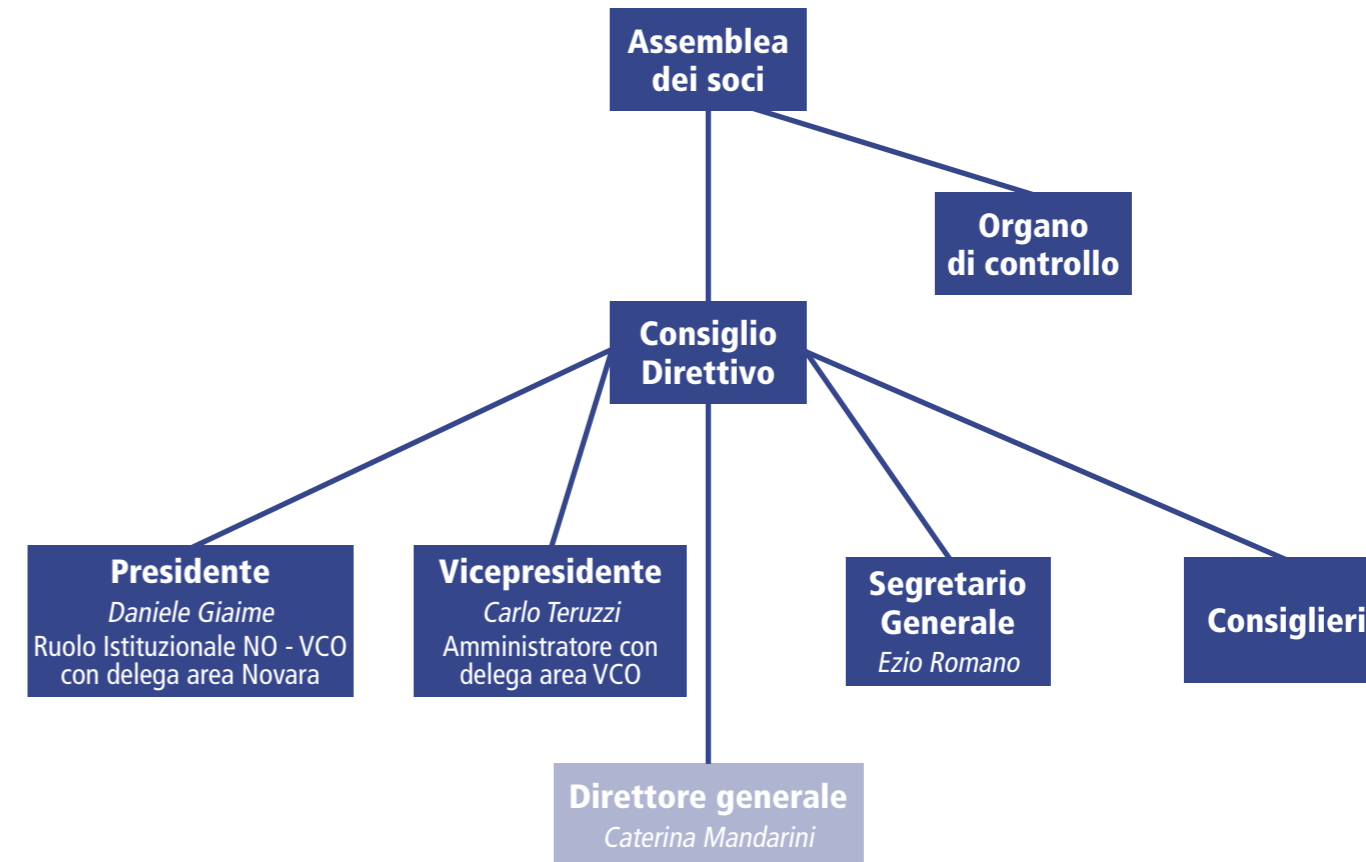 Assemblea
dei soci
Organo
di controllo
Consiglio
Direttivo
Presidente
Daniele Giaime
Ruolo Istituzionale NO - VCO
con delega area Novara
Vicepresidente
Carlo Teruzzi
Amministratore con
delega area VCO
Segretario
Generale
Ezio Romano
Consiglieri
Direttore generale
Caterina Mandarini